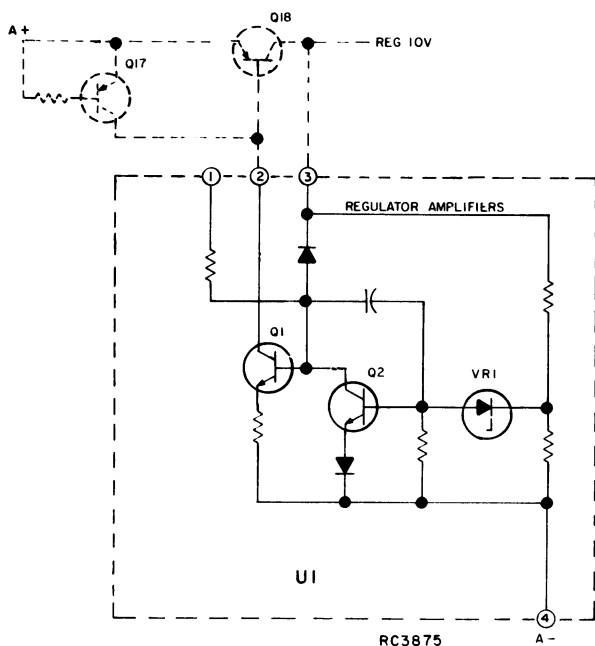 Q18
A+
REG 10V
Q17
1 2 3
REGULATOR AMPLIFIERS
Q1
Q2
VR1
U1
4
RC3875
A-